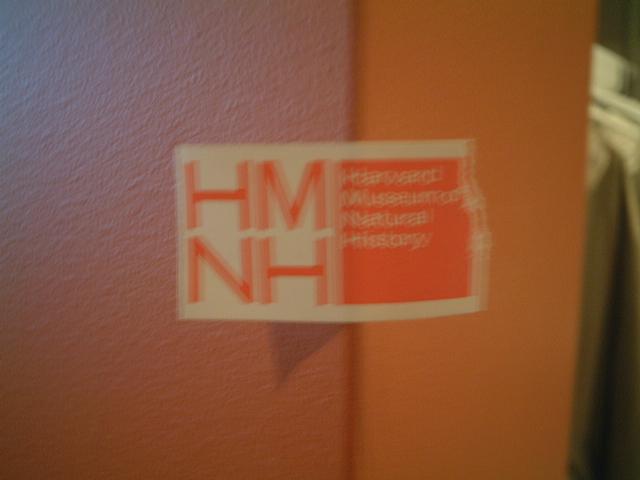 HM
NH
Harvard
Museum of
Natural
History